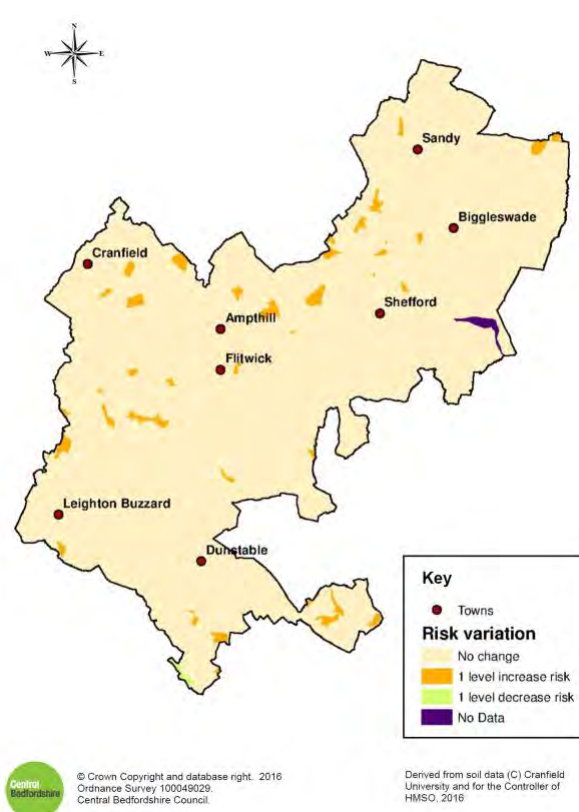 N
W E
S
Sandy
Biggleswade
Cranfield
Shefford
Ampthill
Flitwick
Leighton Buzzard
Dunstable
Key
Towns
Risk variation
No change
1 level increase risk
1 level decrease risk
No Data
Central
Bedfordshire
© Crown Copyright and database right. 2016
Ordnance Survey 100049029.
Central Bedfordshire Council.
Derived from soil data (C) Cranfield
University and for the Controller of
HMSO, 2016